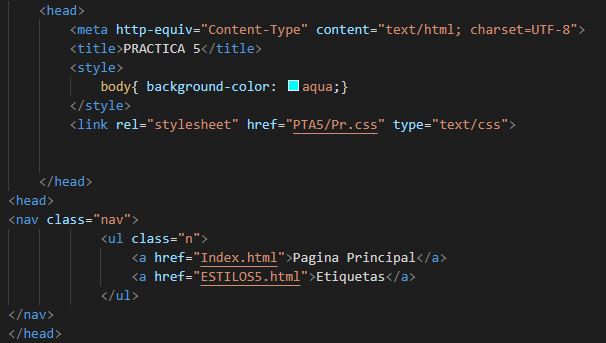 <head>
<meta http-equiv="Content-Type" content="text/html; charset=UTF-8">
<title>PRACTICA 5</title>
<style>
body{ background-color: aqua;}
</style>
<link rel="stylesheet" href="PTA5/Pr.css" type="text/css">
</head>
<head>
<nav class="nav">
<ul class="n">
<a href="Index.html">Pagina Principal</a>
<a href="ESTILOS5.html">Etiquetas</a>
</ul>
</nav>
</head>